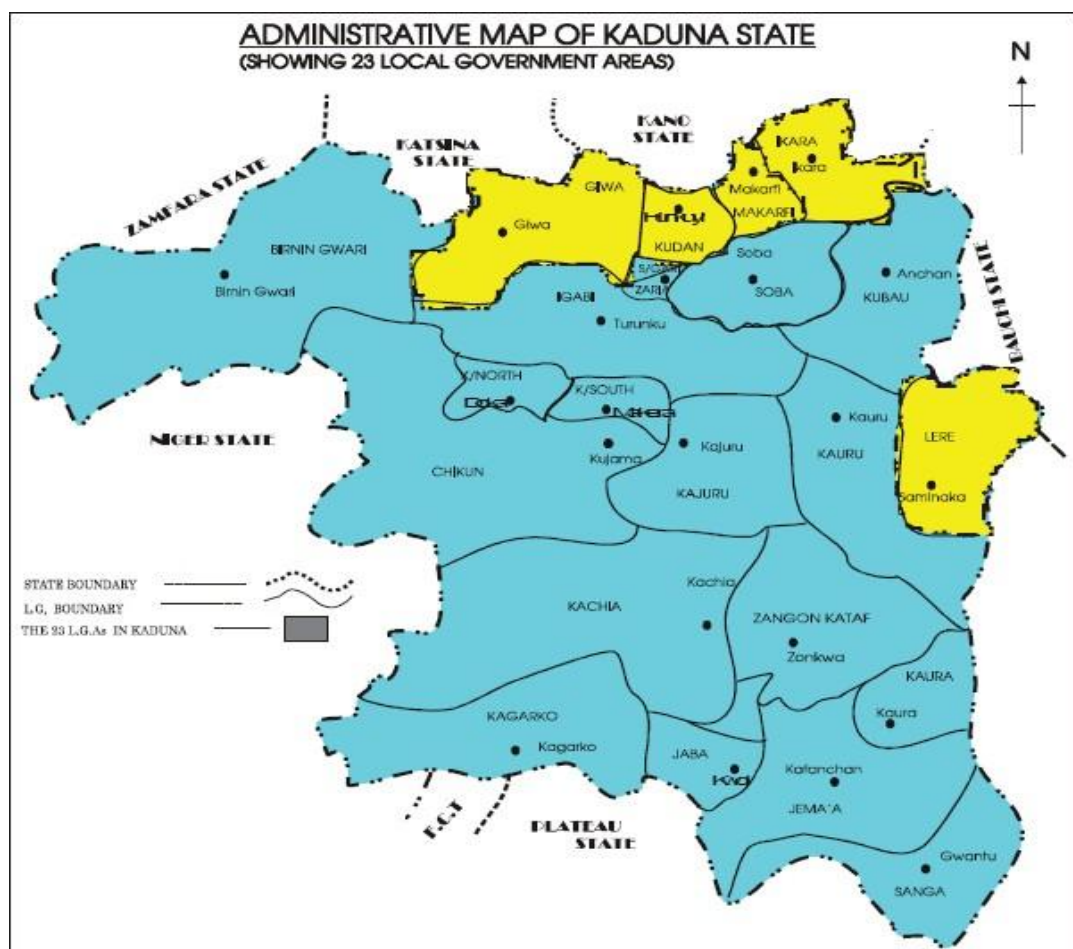 ADMINISTRATIVE MAP OF KADUNA STATE
(SHOWING 23 LOCAL GOVERNMENT AREAS)
N
KANO
STATE
KATSINA
STATE
ZAMFARA STATE
IKARA
Ikara
Makarfi
MAKARFI
GIWA
Giwa
KUDAN
BIRNIN GWARI
Birnin Gwari
ZARIA
Soba
SOBA
Anchan
KUBAU
BAUCHI STATE
IGABI
Turunku
K/NORTH
K/SOUTH
Kauru
KAURU
LERE
Saminaka
NIGER STATE
CHIKUN
Kujama
Kajuru
KAJURU
STATE BOUNDARY
L.G, BOUNDARY
THE 23 L.G.As IN KADUNA
Kachia
KACHIA
ZANGON KATAF
Zonkwa
KAURA
Kaura
KAGARKO
Kagarko
JABA
Kafanchan
JEMA'A
F.C.T
PLATEAU
STATE
Gwantu
SANGA